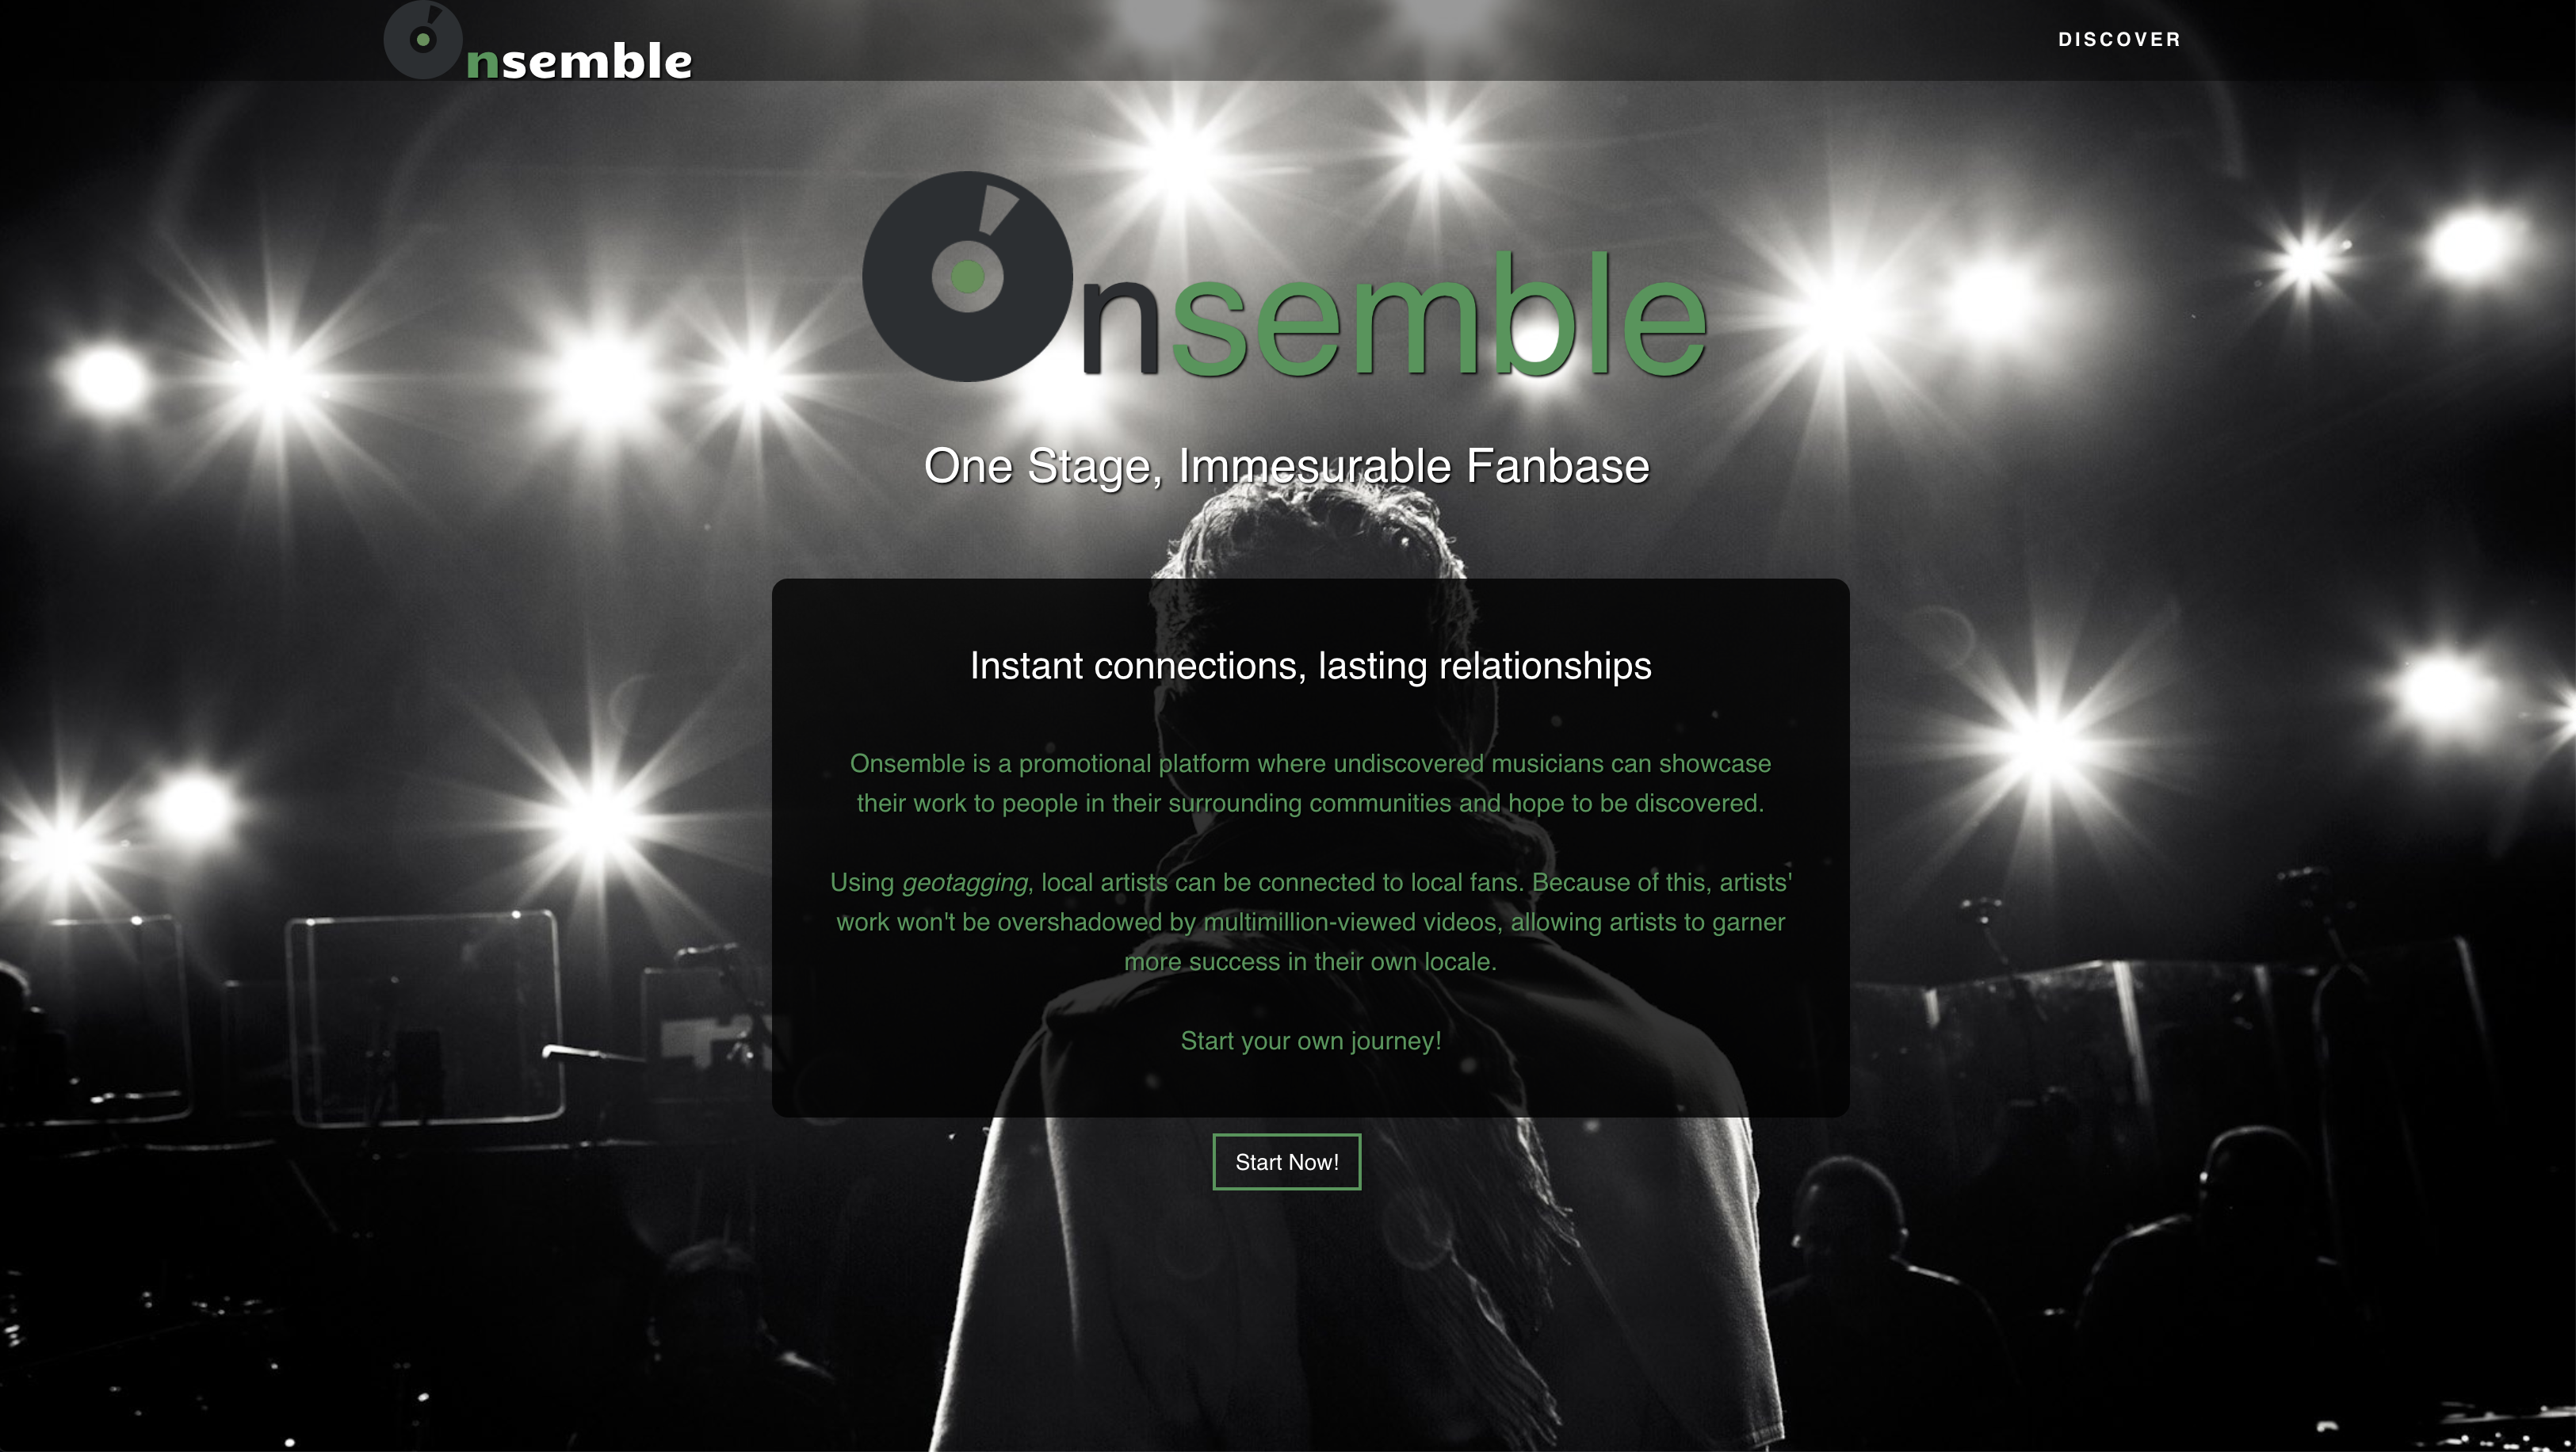 Onsemble
DISCOVER
Onsemble
One Stage, Immesurable Fanbase
Instant connections, lasting relationships
Onsemble is a promotional platform where undiscovered musicians can showcase
their work to people in their surrounding communities and hope to be discovered.
Using geotagging, local artists can be connected to local fans. Because of this, artists'
work won't be overshadowed by multimillion-viewed videos, allowing artists to garner
more success in their own locale.
Start your own journey!
Start Now!